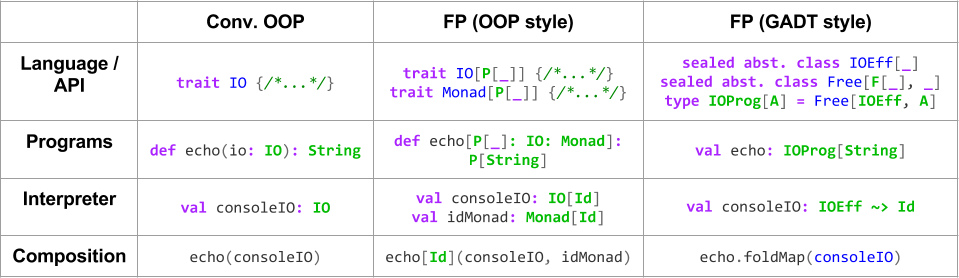 Conv. OOP
FP (OOP style)
FP (GADT style)
Language /
API
trait IO {/*...*/}
trait IO[P[_]] {/*...*/}
trait Monad[P[_]] {/*...*/}
sealed abst. class IOEff[_]
sealed abst. class Free[F[_], _]
type IOProg[A] = Free[IOEff, A]
Programs
def echo(io: IO): String
def echo[P[_]: IO: Monad]:
P[String]
val echo: IOProg[String]
Interpreter
val consoleIO: IO
val consoleIO: IO[Id]
val idMonad: Monad[Id]
val consoleIO: IOEff ~> Id
Composition
echo(consoleIO)
echo[Id](consoleIO, idMonad)
echo.foldMap(consoleIO)